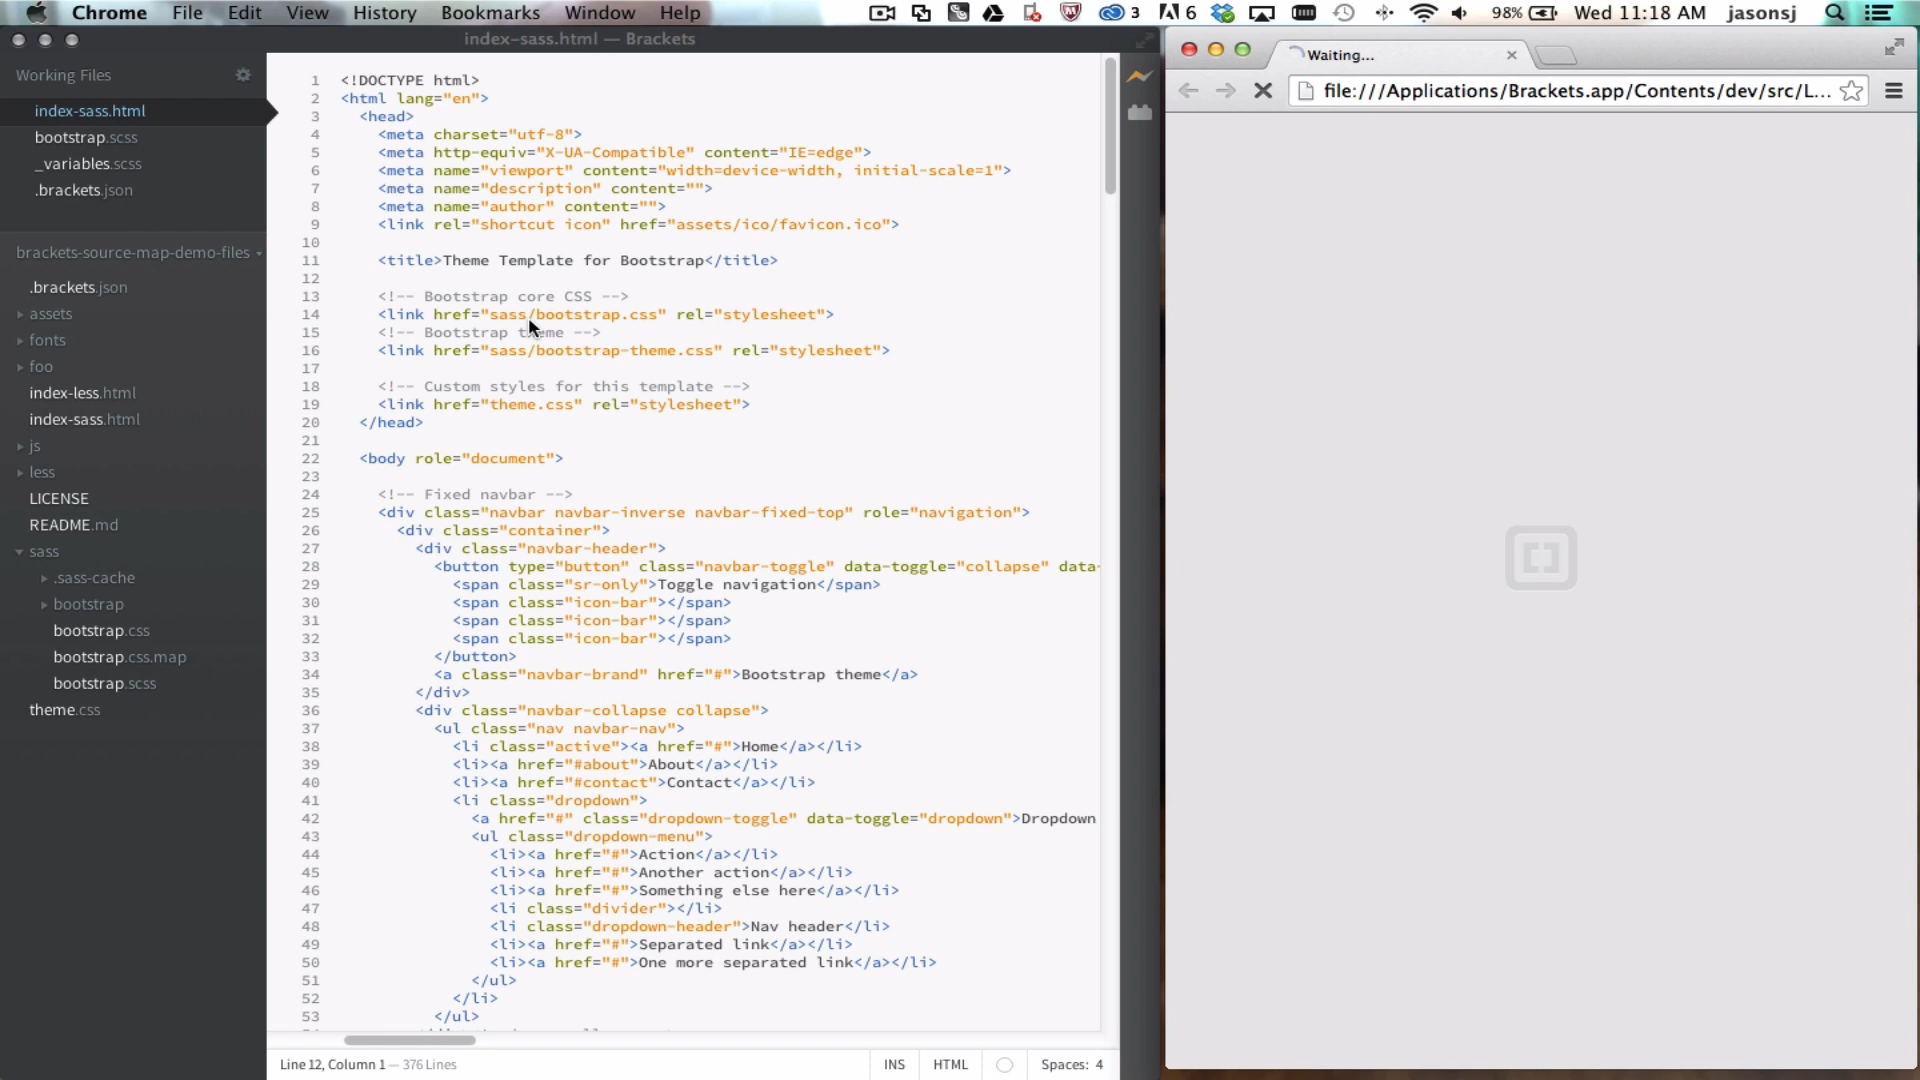 Chrome File Edit View History Bookmarks Window Help 3 6 98% Wed 11:18 AM jasonsj
index-sass.html — Brackets
Working Files
index-sass.html
bootstrap.scss
_variables.scss
.brackets.json
brackets-source-map-demo-files
.brackets.json
assets
fonts
foo
index-less.html
index-sass.html
js
less
LICENSE
README.md
sass
.sass-cache
bootstrap
bootstrap.css
bootstrap.css.map
bootstrap.scss
theme.css
1 <!DOCTYPE html>
2 <html lang="en">
3 <head>
4 <meta charset="utf-8">
5 <meta http-equiv="X-UA-Compatible" content="IE=edge">
6 <meta name="viewport" content="width=device-width, initial-scale=1">
7 <meta name="description" content="">
8 <meta name="author" content="">
9 <link rel="shortcut icon" href="assets/ico/favicon.ico">
10
11 <title>Theme Template for Bootstrap</title>
12
13 <!-- Bootstrap core CSS -->
14 <link href="sass/bootstrap.css" rel="stylesheet">
15 <!-- Bootstrap theme -->
16 <link href="sass/bootstrap-theme.css" rel="stylesheet">
17
18 <!-- Custom styles for this template -->
19 <link href="theme.css" rel="stylesheet">
20 </head>
21
22 <body role="document">
23
24 <!-- Fixed navbar -->
25 <div class="navbar navbar-inverse navbar-fixed-top" role="navigation">
26 <div class="container">
27 <div class="navbar-header">
28 <button type="button" class="navbar-toggle" data-toggle="collapse" data-
29 <span class="sr-only">Toggle navigation</span>
30 <span class="icon-bar"></span>
31 <span class="icon-bar"></span>
32 <span class="icon-bar"></span>
33 </button>
34 <a class="navbar-brand" href="#">Bootstrap theme</a>
35 </div>
36 <div class="navbar-collapse collapse">
37 <ul class="nav navbar-nav">
38 <li class="active"><a href="#">Home</a></li>
39 <li><a href="#about">About</a></li>
40 <li><a href="#contact">Contact</a></li>
41 <li class="dropdown">
42 <a href="#" class="dropdown-toggle" data-toggle="dropdown">Dropdown
43 <ul class="dropdown-menu">
44 <li><a href="#">Action</a></li>
45 <li><a href="#">Another action</a></li>
46 <li><a href="#">Something else here</a></li>
47 <li class="divider"></li>
48 <li class="dropdown-header">Nav header</li>
49 <li><a href="#">Separated link</a></li>
50 <li><a href="#">One more separated link</a></li>
51 </ul>
52 </li>
53 </ul>
Line 12, Column 1 — 376 Lines
INS HTML Spaces: 4
Waiting...
file:///Applications/Brackets.app/Contents/dev/src/L...